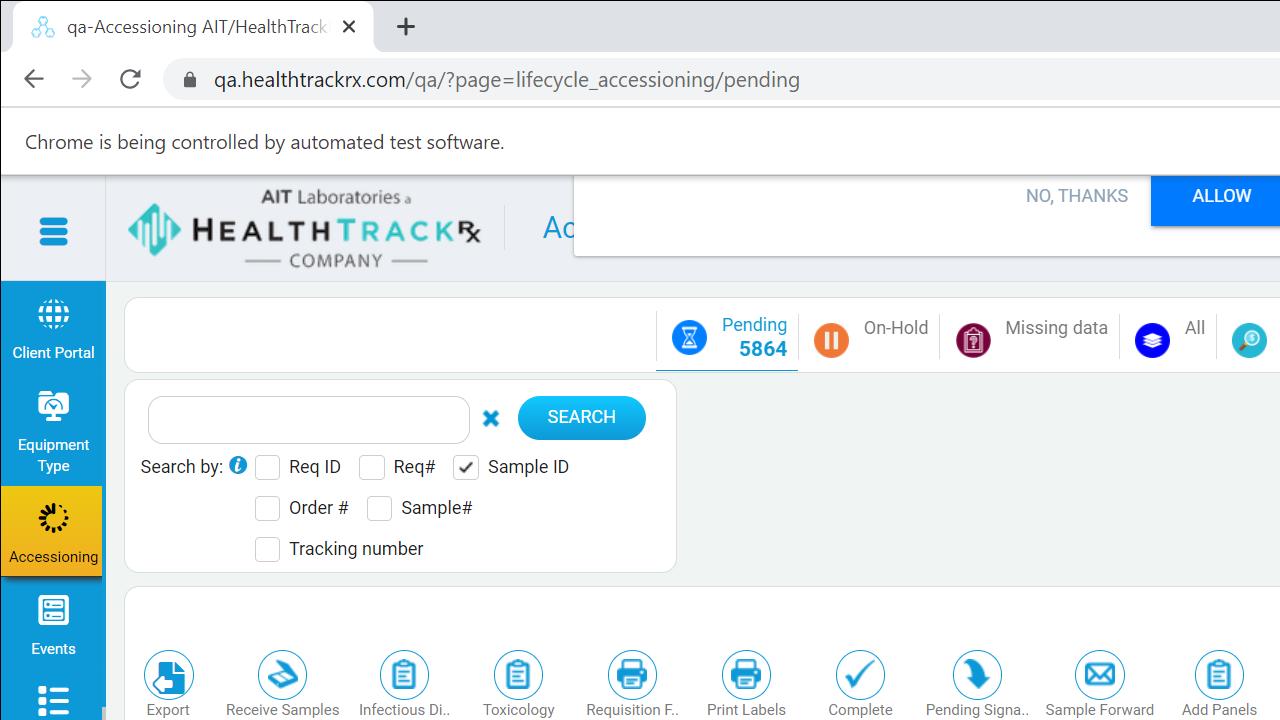 qa-Accessioning AIT/HealthTrack
qa.healthtrackrx.com/qa/?page=lifecycle_accessioning/pending
Chrome is being controlled by automated test software.
AIT Laboratories a
HEALTHTRACKRx
COMPANY
Ac
NO, THANKS
ALLOW
Client Portal
Equipment
Type
Accessioning
Events
Pending
5864
On-Hold
Missing data
All
SEARCH
Search by: i Req ID Req# Sample ID
Order # Sample#
Tracking number
Export Receive Samples Infectious Di.. Toxicology Requisition F.. Print Labels Complete Pending Signa.. Sample Forward Add Panels